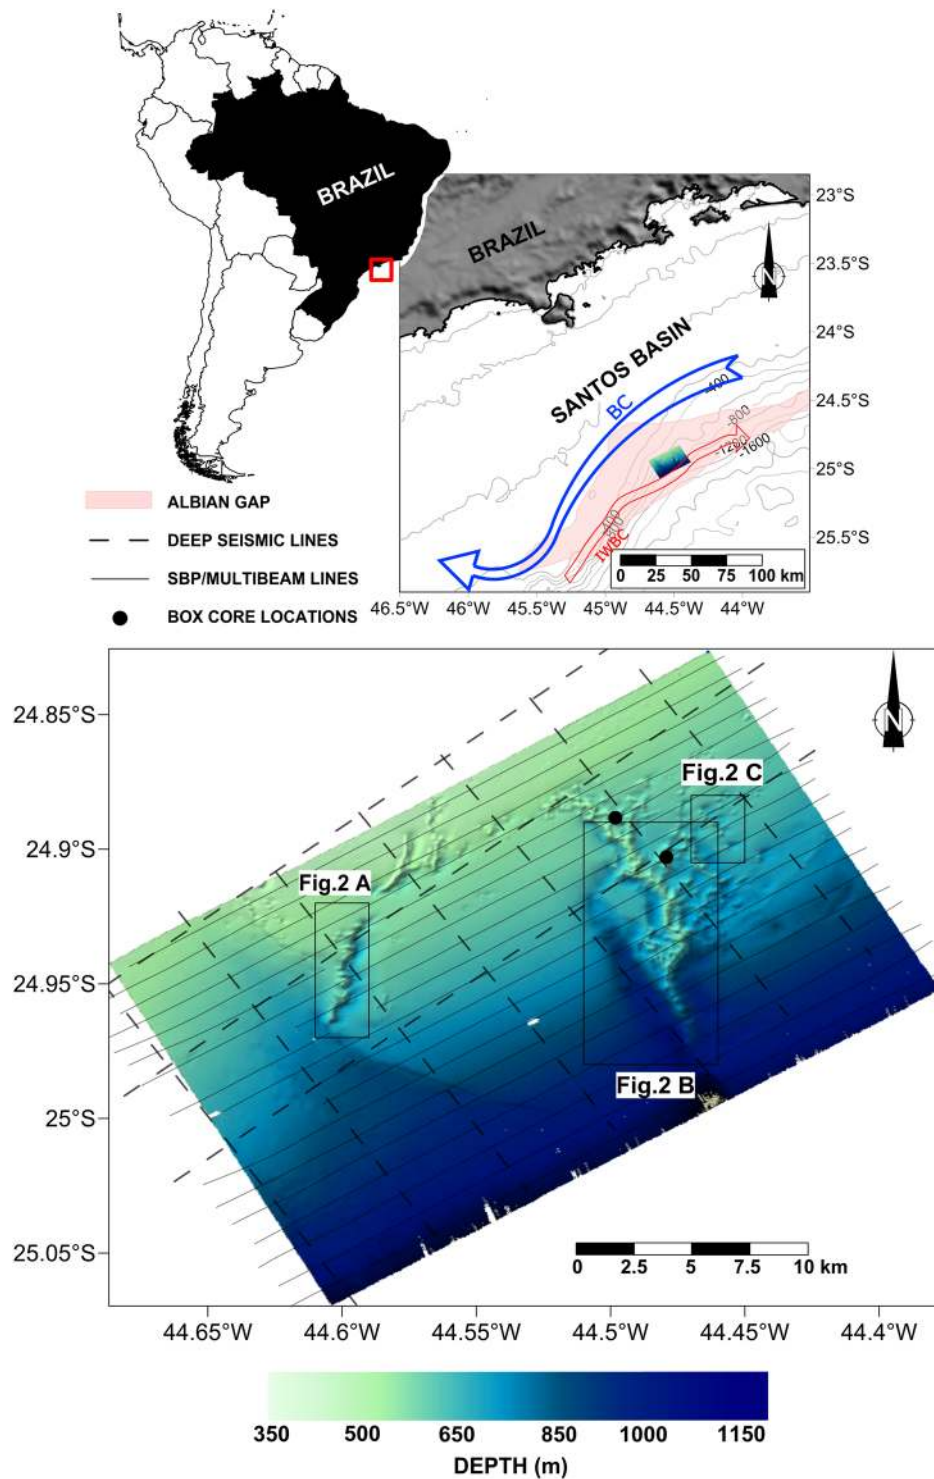 BRAZIL
BRAZIL
23°S
23.5°S
N
24°S
SANTOS BASIN
-400
24.5°S
BC
-800
-1200
-1600
25°S
-400
-800
IWBC
25.5°S
0 25 50 75 100 km
46.5°W 46°W 45.5°W 45°W 44.5°W 44°W
ALBIAN GAP
DEEP SEISMIC LINES
SBP/MULTIBEAM LINES
BOX CORE LOCATIONS
24.85°S
N
Fig.2 C
24.9°S
Fig.2 A
24.95°S
Fig.2 B
25°S
25.05°S
0 2.5 5 7.5 10 km
44.65°W 44.6°W 44.55°W 44.5°W 44.45°W 44.4°W
350 500 650 850 1000 1150
DEPTH (m)